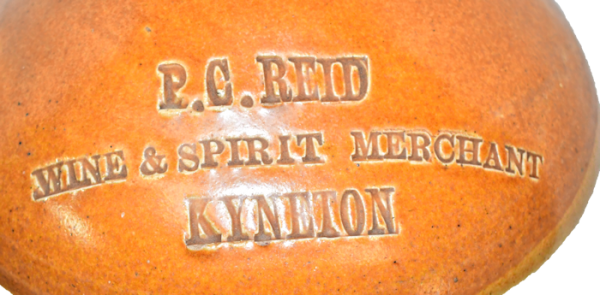 P.C. REID
WINE & SPIRIT MERCHANT
KYNETON